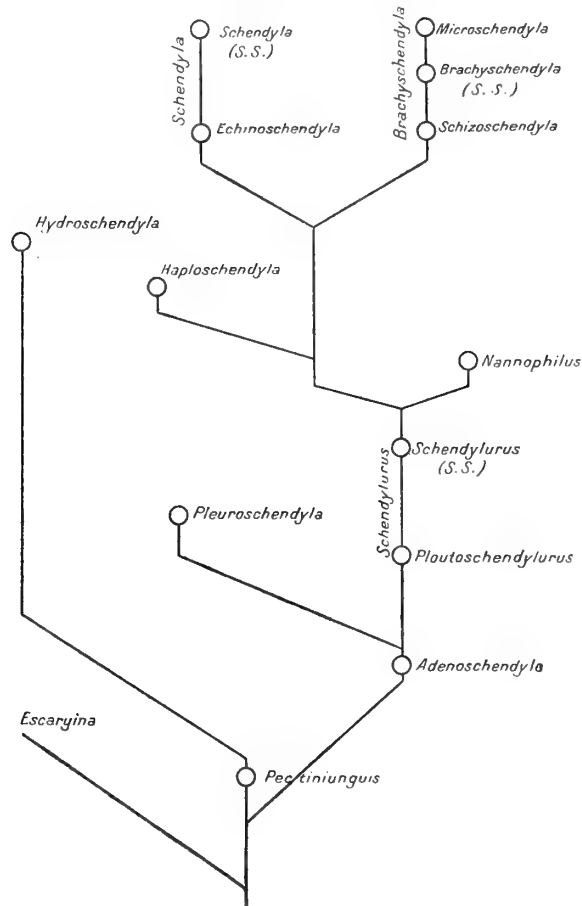 Schendyla
(S.S.)
Microschendyla
Brachyschendyla
(S.S.)
Schendyla
Brachyschendyla
Echinoschendyla
Schizoschendyla
Hydroschendyla
Haploschendyla
Nannophilus
Schendylurus
(S.S.)
Schendylurus
Pleuroschendyla
Ploutoschendylurus
Adenoschendyla
Escaryina
Pectiniunguis